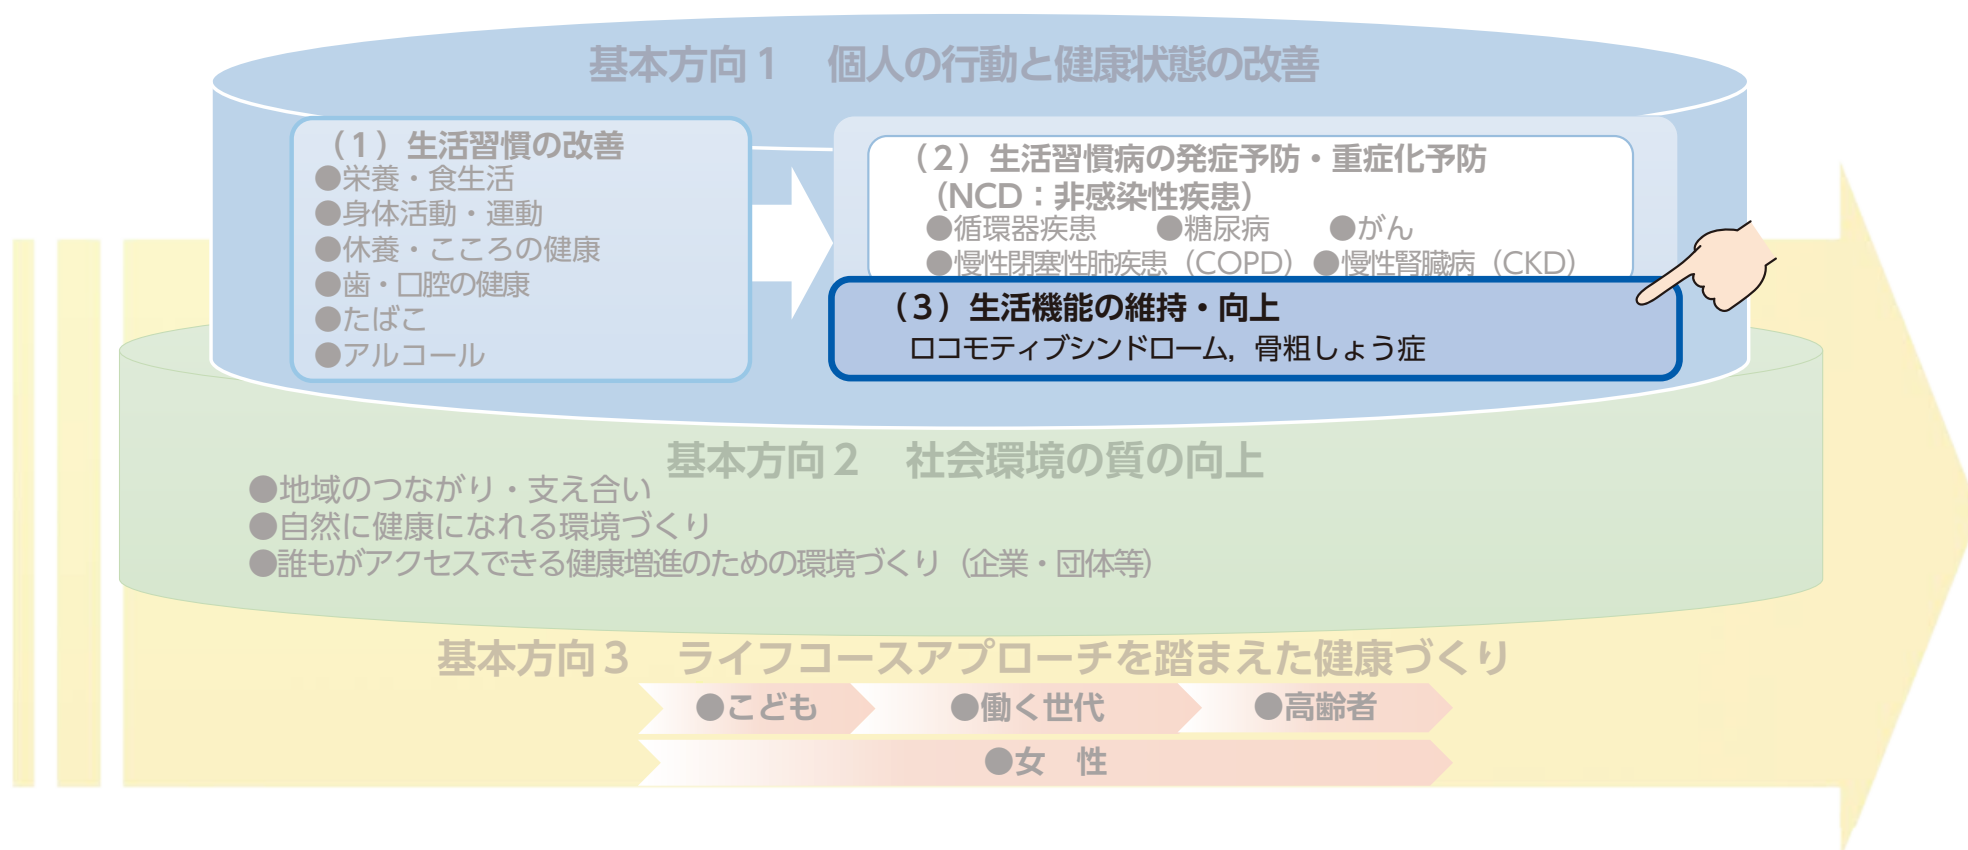 基本方向１　個人の行動と健康状態の改善
（１）生活習慣の改善
●栄養・食生活
●身体活動・運動
●休養・こころの健康
●歯・口腔の健康
●たばこ
●アルコール
（２）生活習慣病の発症予防・重症化予防
（NCD：非感染性疾患）
●循環器疾患　●糖尿病　●がん
●慢性閉塞性肺疾患（COPD）●慢性腎臓病（CKD）
（３）生活機能の維持・向上
ロコモティブシンドローム，骨粗しょう症
基本方向２　社会環境の質の向上
●地域のつながり・支え合い
●自然に健康になれる環境づくり
●誰もがアクセスできる健康増進のための環境づくり（企業・団体等）
基本方向３　ライフコースアプローチを踏まえた健康づくり
●こども　●働く世代　●高齢者
●女　性